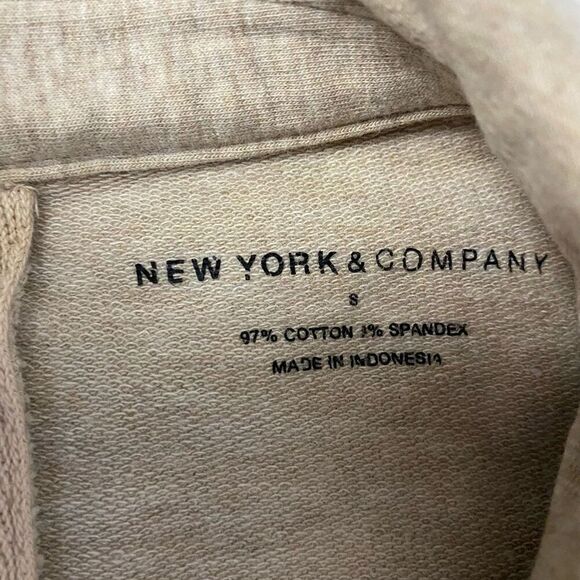 NEW YORK & COMPANY
S
97% COTTON 3% SPANDEX
MADE IN INDONESIA